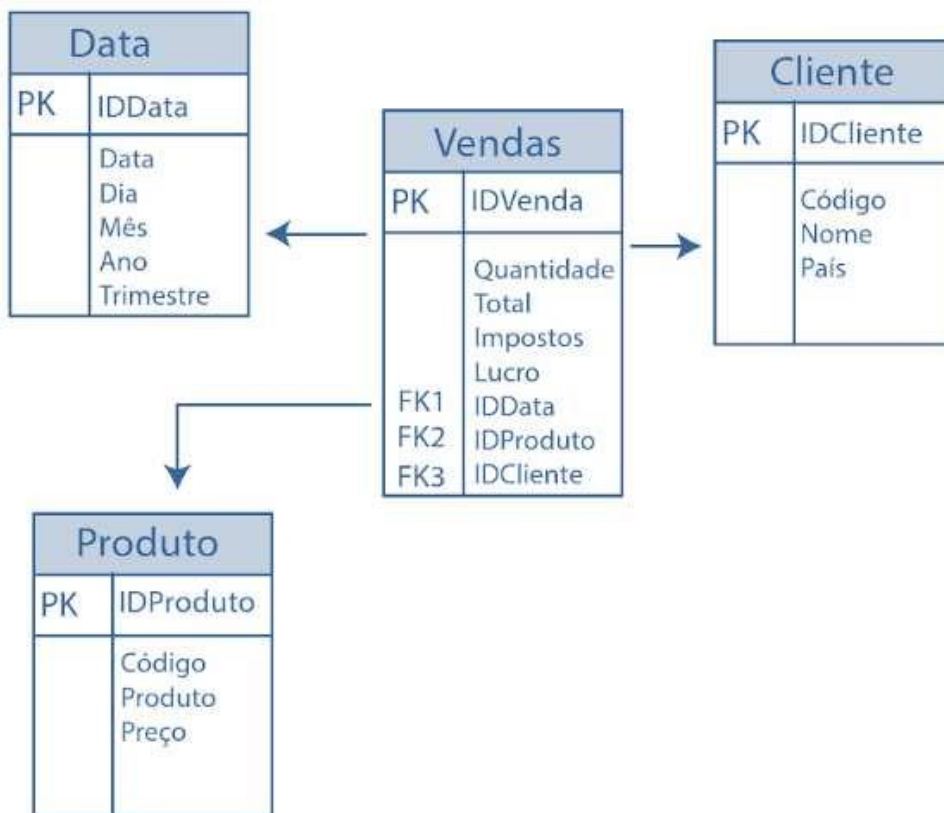 Data
PK IDData
Data
Dia
Mês
Ano
Trimestre
Vendas
PK IDVenda
Quantidade
Total
Impostos
Lucro
FK1 IDData
FK2 IDProduto
FK3 IDCliente
Cliente
PK IDCliente
Código
Nome
País
Produto
PK IDProduto
Código
Produto
Preço